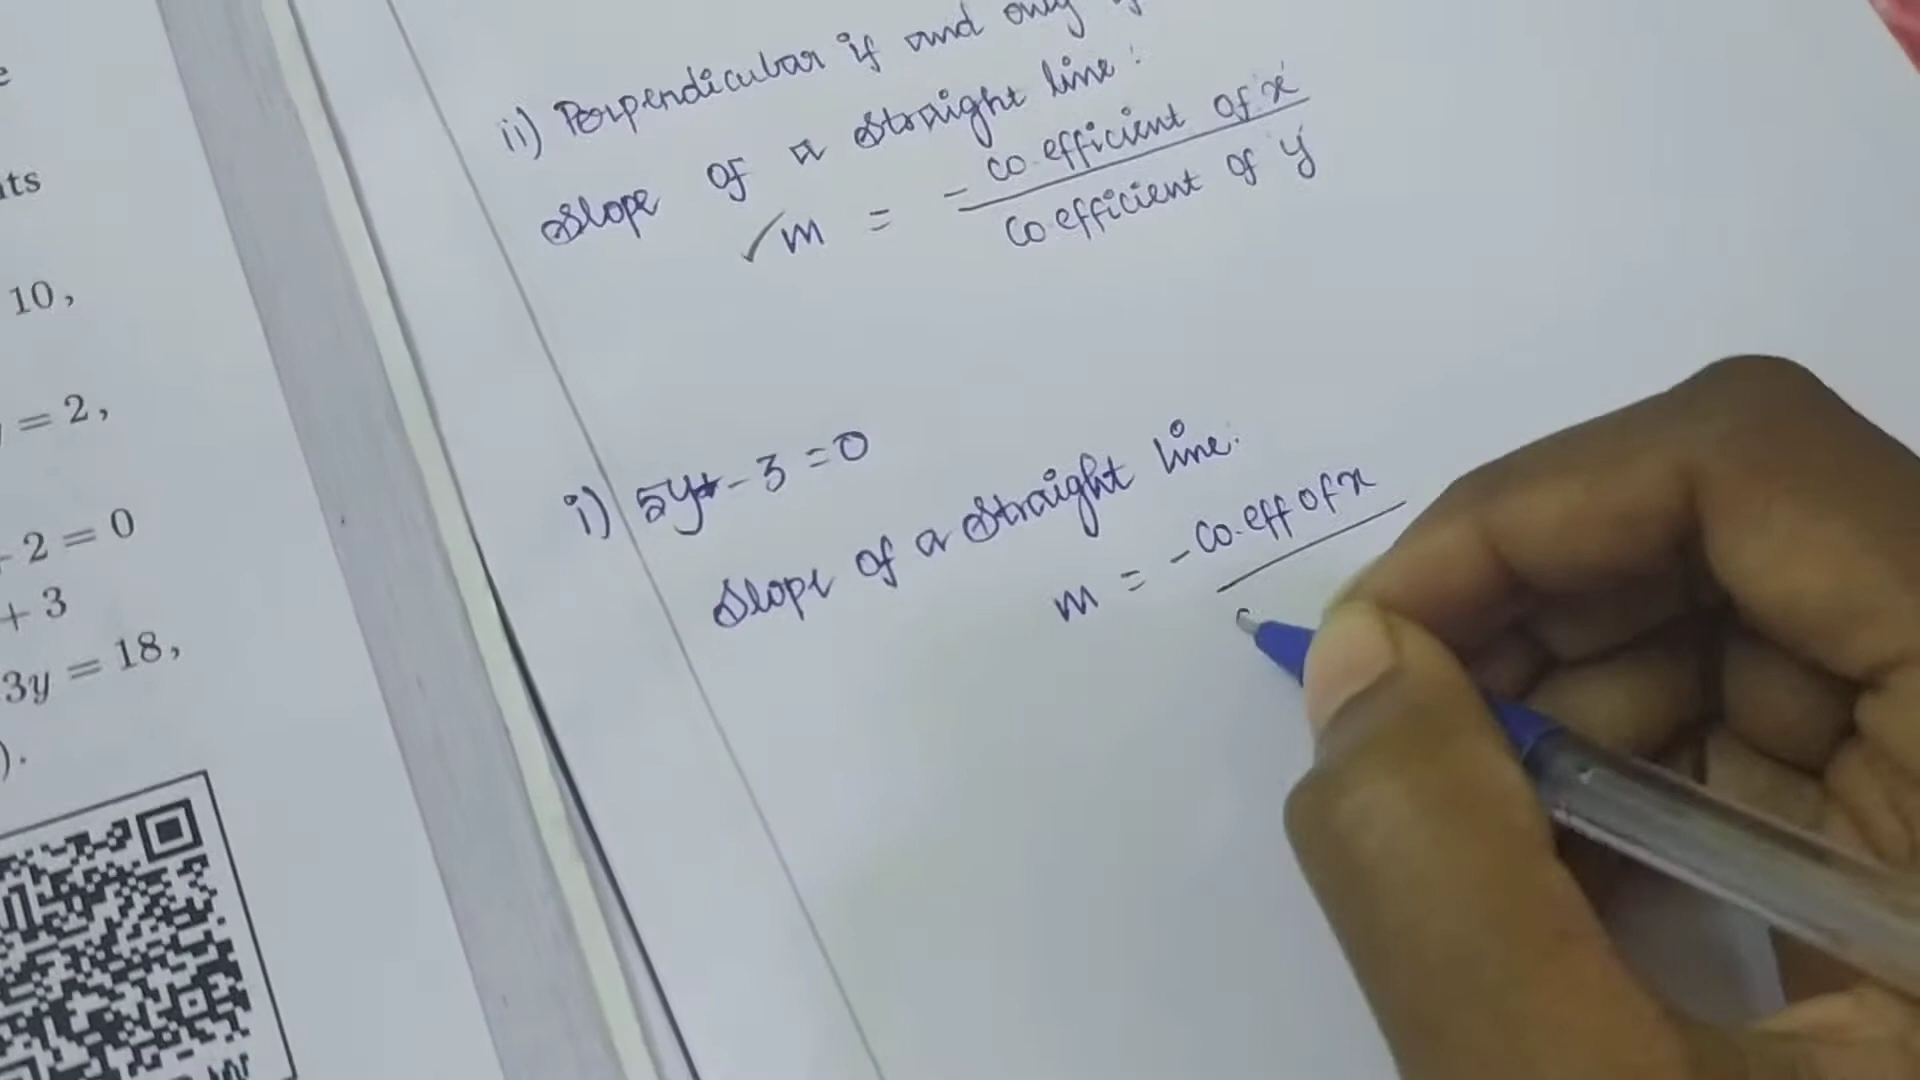 ii) Perpendicular if and only if
slope of a straight line:
m = - co.efficient of x / co.efficient of y
i) 5y - 3 = 0
Slope of a straight line.
m = - co.eff of x
ts
10,
= 2,
- 2 = 0
+ 3
3y = 18,
).